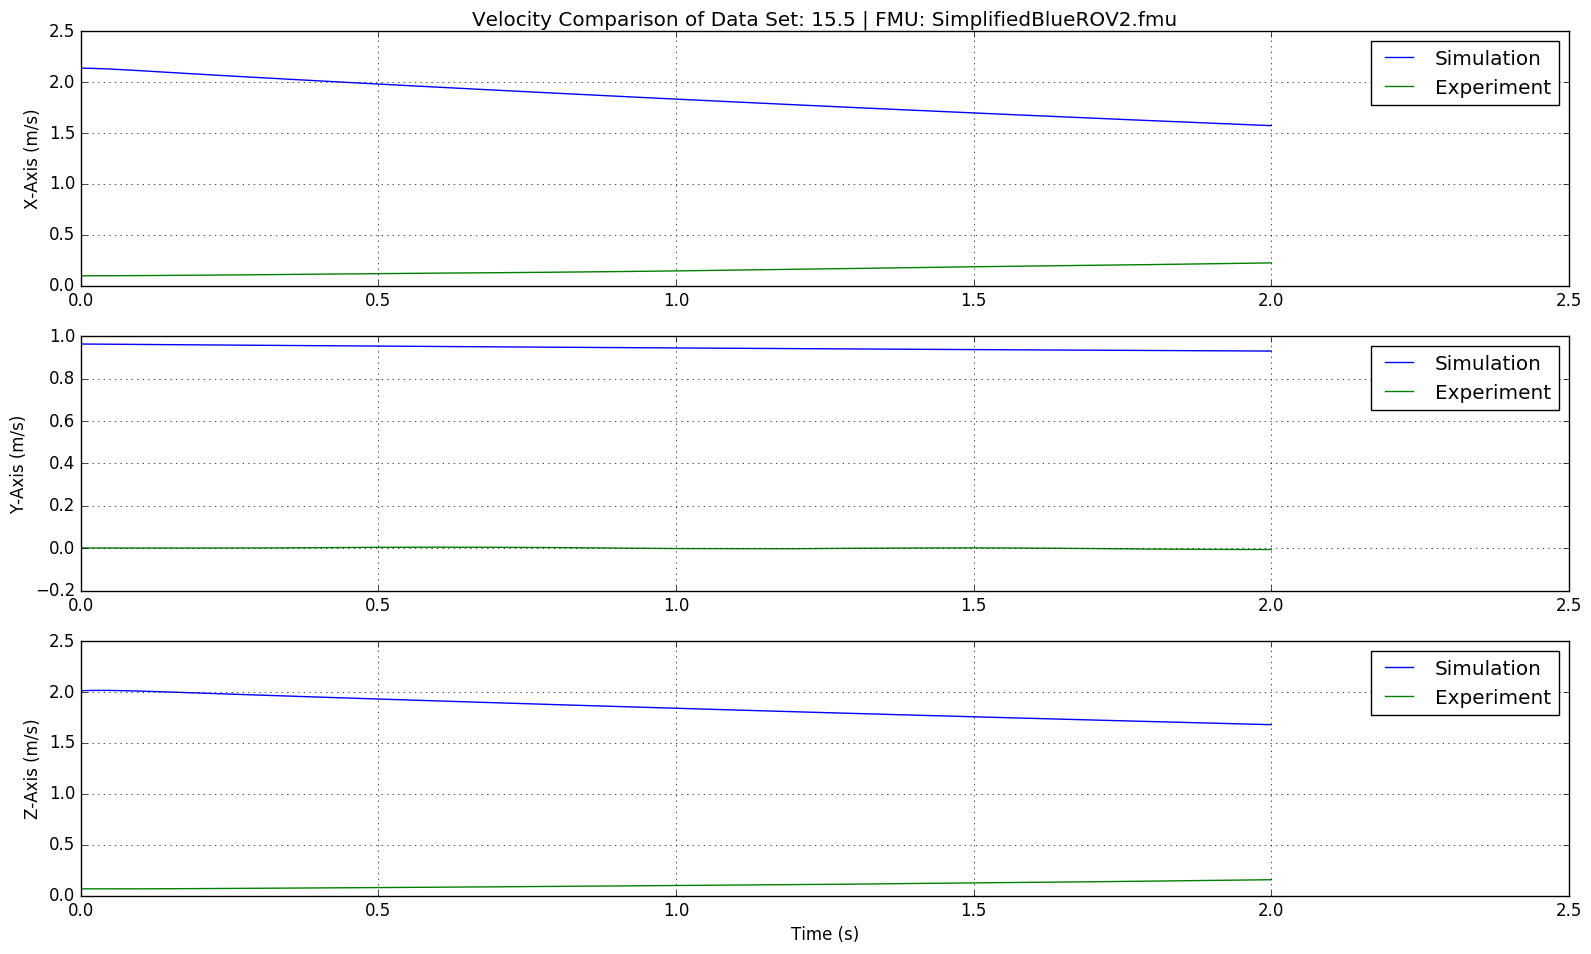 Velocity Comparison of Data Set: 15.5 | FMU: SimplifiedBlueROV2.fmu
X-Axis (m/s)
2.5
2.0
1.5
1.0
0.5
0.0
Simulation
Experiment
0.0 0.5 1.0 1.5 2.0 2.5
Y-Axis (m/s)
1.0
0.8
0.6
0.4
0.2
0.0
−0.2
Simulation
Experiment
0.0 0.5 1.0 1.5 2.0 2.5
Z-Axis (m/s)
2.5
2.0
1.5
1.0
0.5
0.0
Simulation
Experiment
0.0 0.5 1.0 1.5 2.0 2.5
Time (s)